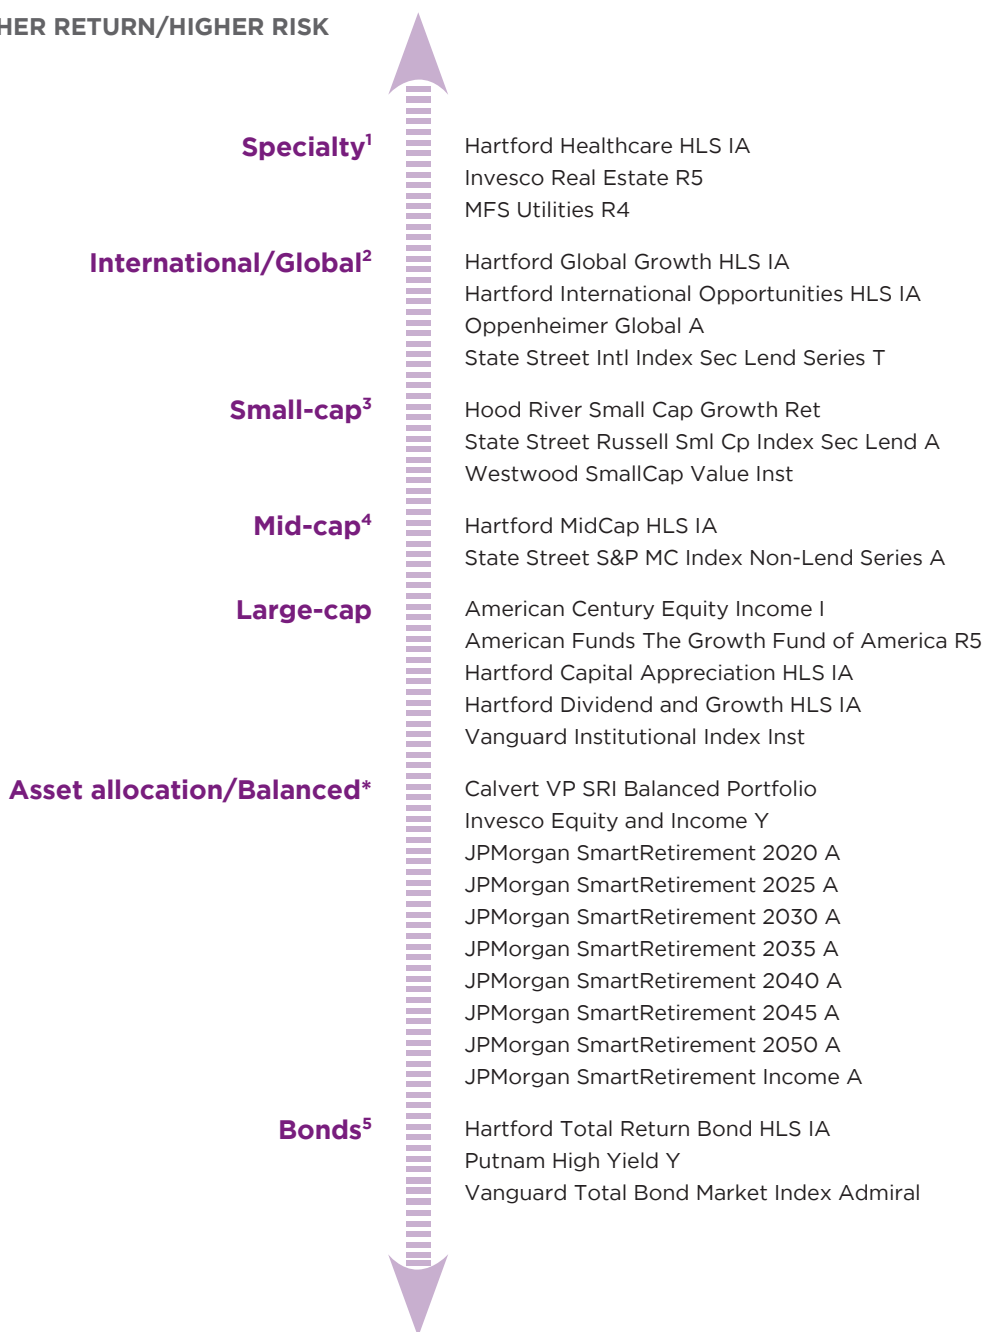 HER RETURN/HIGHER RISK
Specialty¹
Hartford Healthcare HLS IA
Invesco Real Estate R5
MFS Utilities R4
International/Global²
Hartford Global Growth HLS IA
Hartford International Opportunities HLS IA
Oppenheimer Global A
State Street Intl Index Sec Lend Series T
Small-cap³
Hood River Small Cap Growth Ret
State Street Russell Sml Cp Index Sec Lend A
Westwood SmallCap Value Inst
Mid-cap⁴
Hartford MidCap HLS IA
State Street S&P MC Index Non-Lend Series A
Large-cap
American Century Equity Income I
American Funds The Growth Fund of America R5
Hartford Capital Appreciation HLS IA
Hartford Dividend and Growth HLS IA
Vanguard Institutional Index Inst
Asset allocation/Balanced*
Calvert VP SRI Balanced Portfolio
Invesco Equity and Income Y
JPMorgan SmartRetirement 2020 A
JPMorgan SmartRetirement 2025 A
JPMorgan SmartRetirement 2030 A
JPMorgan SmartRetirement 2035 A
JPMorgan SmartRetirement 2040 A
JPMorgan SmartRetirement 2045 A
JPMorgan SmartRetirement 2050 A
JPMorgan SmartRetirement Income A
Bonds⁵
Hartford Total Return Bond HLS IA
Putnam High Yield Y
Vanguard Total Bond Market Index Admiral